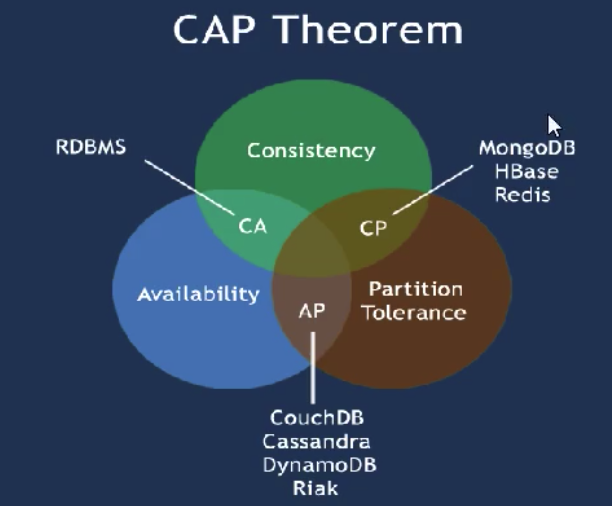 CAP Theorem
Consistency
RDBMS
MongoDB
HBase
Redis
CA
CP
Availability
Partition
Tolerance
AP
CouchDB
Cassandra
DynamoDB
Riak